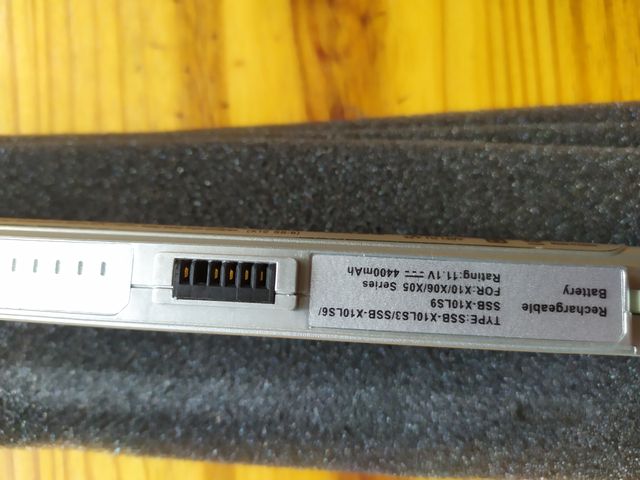 Rechargeable
Battery
TYPE:SSB-X10LS3/SSB-X10LS6/
SSB-X10LS9
FOR:X10/X06/X05 Series
Rating:11.1V ⎓ 4400mAh